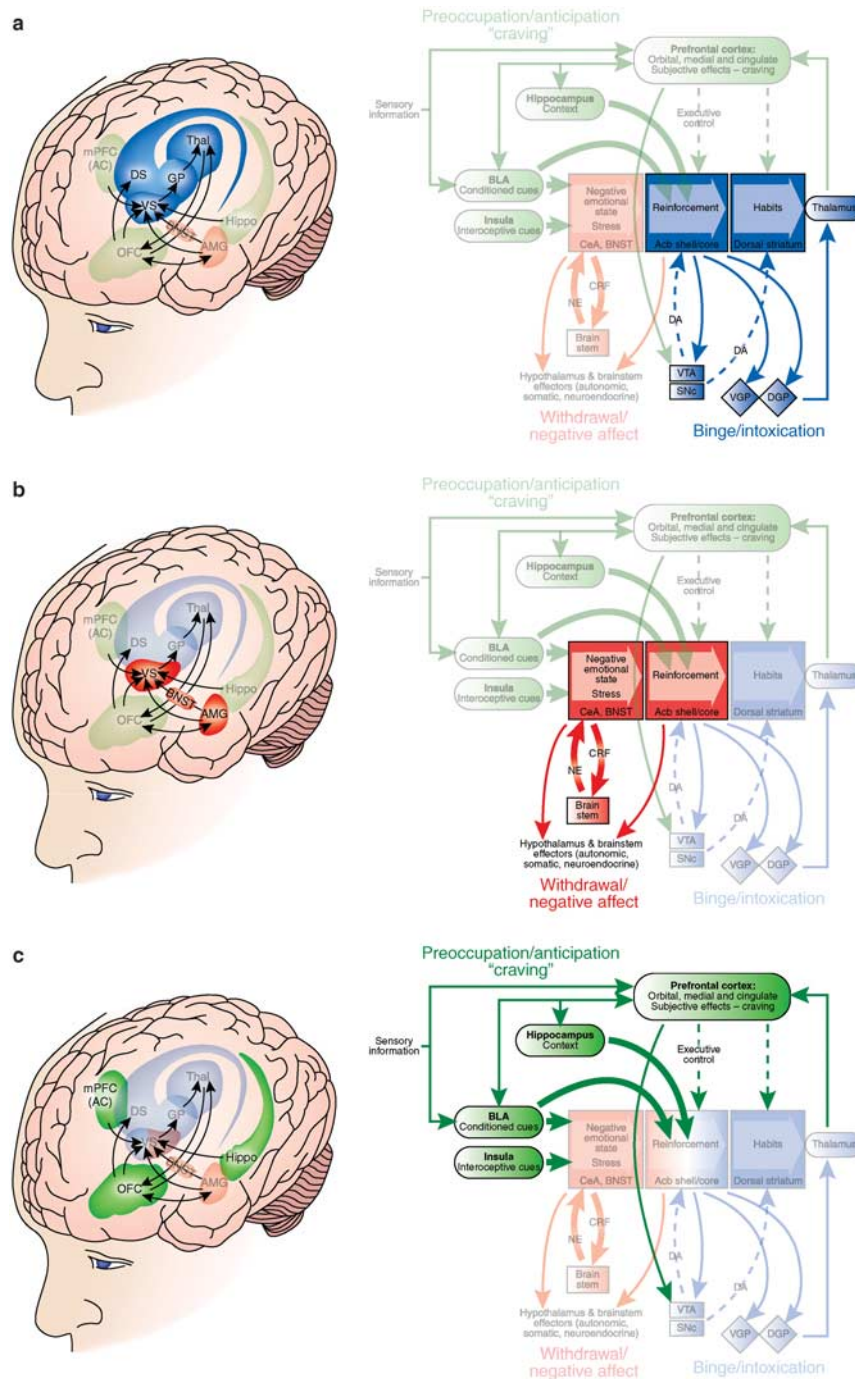 a
Preoccupation/anticipation
"craving"
Prefrontal cortex:
Orbital, medial and cingulate
Subjective effects – craving
Sensory
information
Hippocampus
Context
Executive
control
BLA
Conditioned cues
Insula
Interoceptive cues
Negative
emotional
state
Stress
CeA, BNST
Reinforcement
Acb shell/core
Habits
Dorsal striatum
Thalamus
NE
CRF
Brain
stem
DA
DA
VTA
SNc
VGP
DGP
Hypothalamus & brainstem
effectors (autonomic,
somatic, neuroendocrine)
Withdrawal/
negative affect
Binge/intoxication
mPFC
(AC)
DS
GP
Thal
VS
BNST
OFC
AMG
Hippo
b
Preoccupation/anticipation
"craving"
Prefrontal cortex:
Orbital, medial and cingulate
Subjective effects – craving
Sensory
information
Hippocampus
Context
Executive
control
BLA
Conditioned cues
Insula
Interoceptive cues
Negative
emotional
state
Stress
CeA, BNST
Reinforcement
Acb shell/core
Habits
Dorsal striatum
Thalamus
NE
CRF
Brain
stem
DA
DA
VTA
SNc
VGP
DGP
Hypothalamus & brainstem
effectors (autonomic,
somatic, neuroendocrine)
Withdrawal/
negative affect
Binge/intoxication
mPFC
(AC)
DS
GP
Thal
VS
BNST
OFC
AMG
Hippo
c
Preoccupation/anticipation
"craving"
Prefrontal cortex:
Orbital, medial and cingulate
Subjective effects – craving
Sensory
information
Hippocampus
Context
Executive
control
BLA
Conditioned cues
Insula
Interoceptive cues
Negative
emotional
state
Stress
CeA, BNST
Reinforcement
Acb shell/core
Habits
Dorsal striatum
Thalamus
NE
CRF
Brain
stem
DA
DA
VTA
SNc
VGP
DGP
Hypothalamus & brainstem
effectors (autonomic,
somatic, neuroendocrine)
Withdrawal/
negative affect
Binge/intoxication
mPFC
(AC)
DS
GP
Thal
VS
BNST
OFC
AMG
Hippo